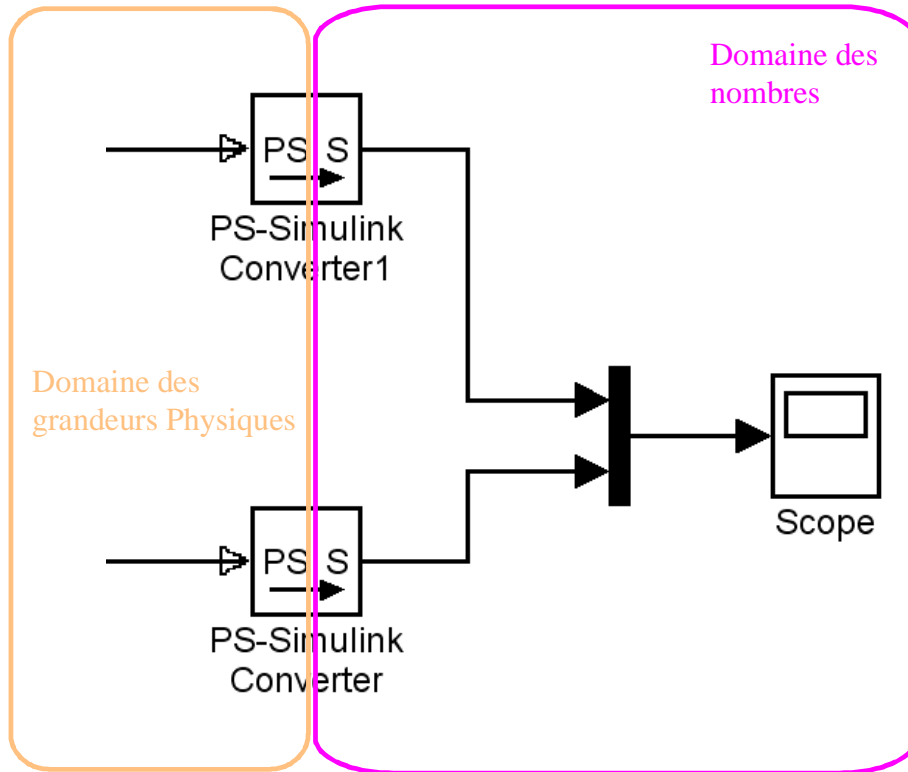 Domaine des
nombres
PS S
PS-Simulink
Converter1
Domaine des
grandeurs Physiques
PS S
PS-Simulink
Converter
Scope